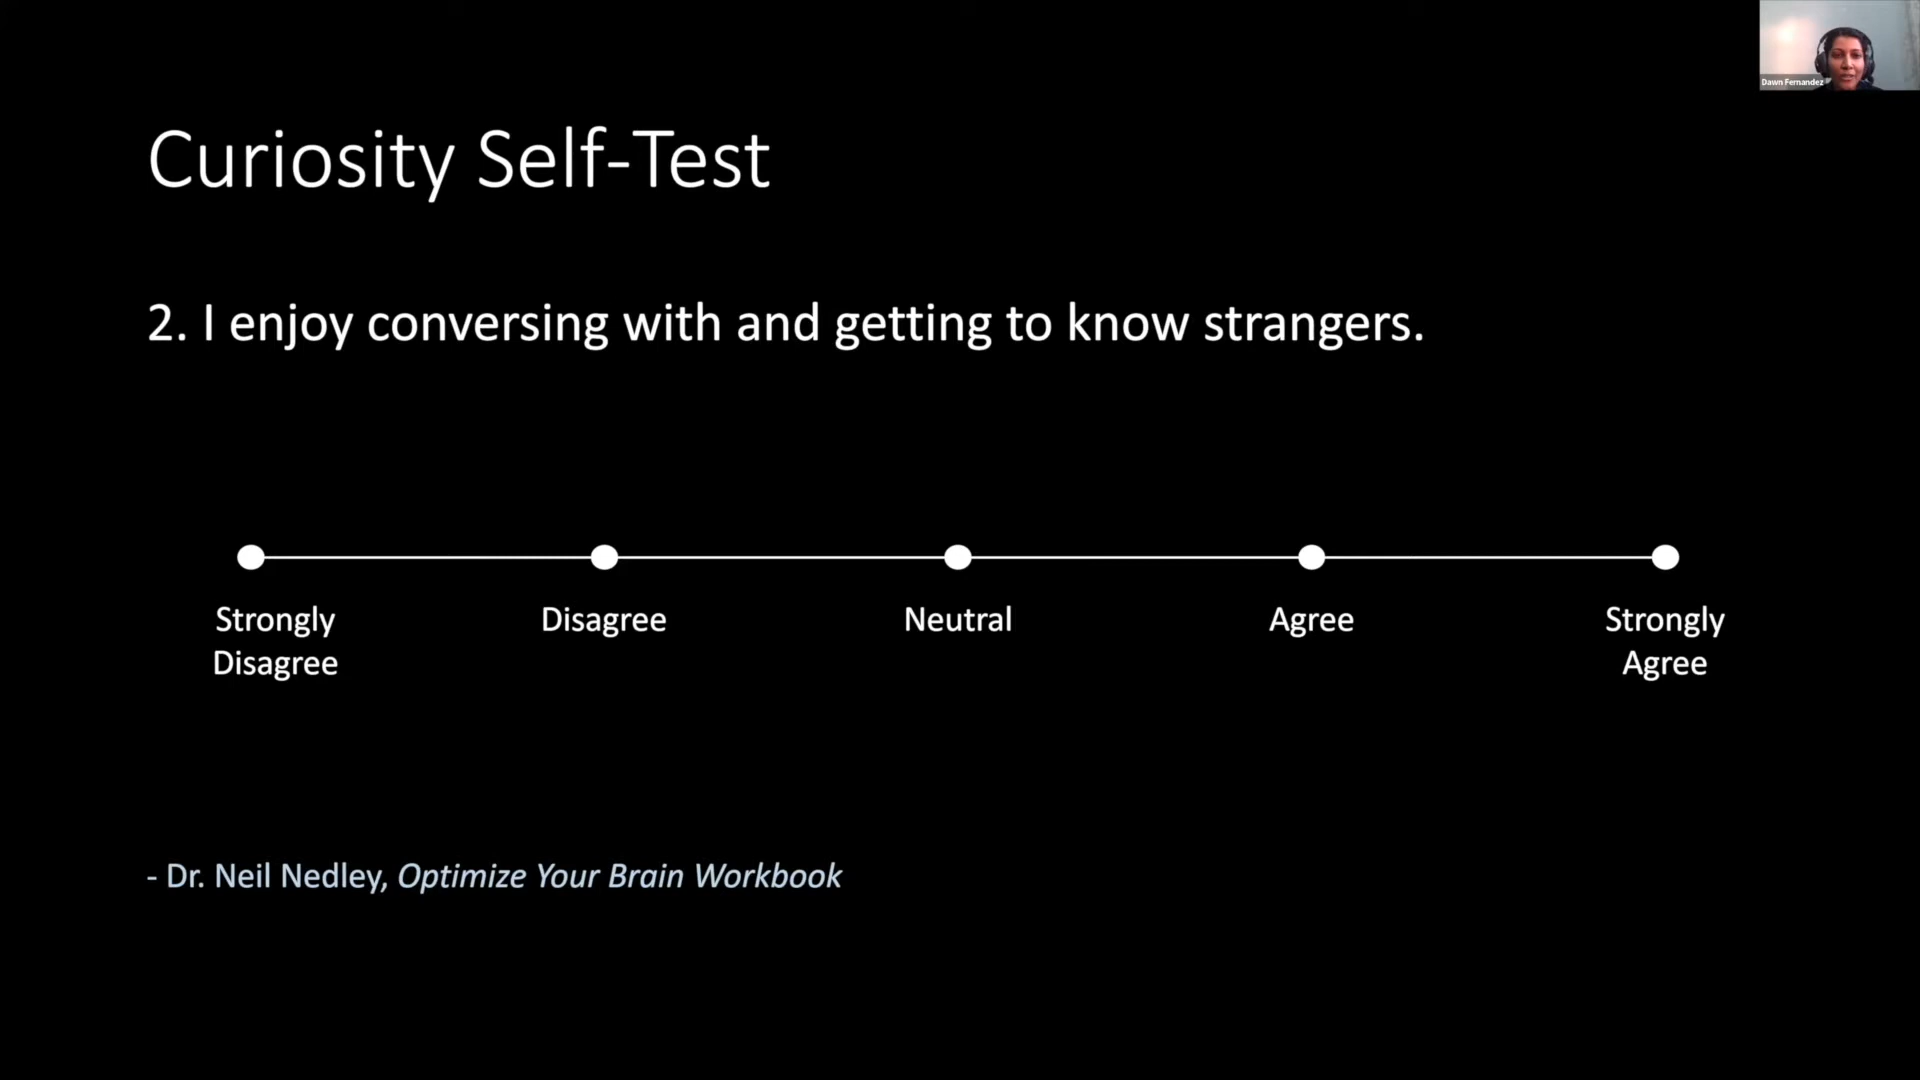 Dawn Fernandez
Curiosity Self-Test
2. I enjoy conversing with and getting to know strangers.
Strongly Disagree
Disagree
Neutral
Agree
Strongly Agree
- Dr. Neil Nedley, Optimize Your Brain Workbook